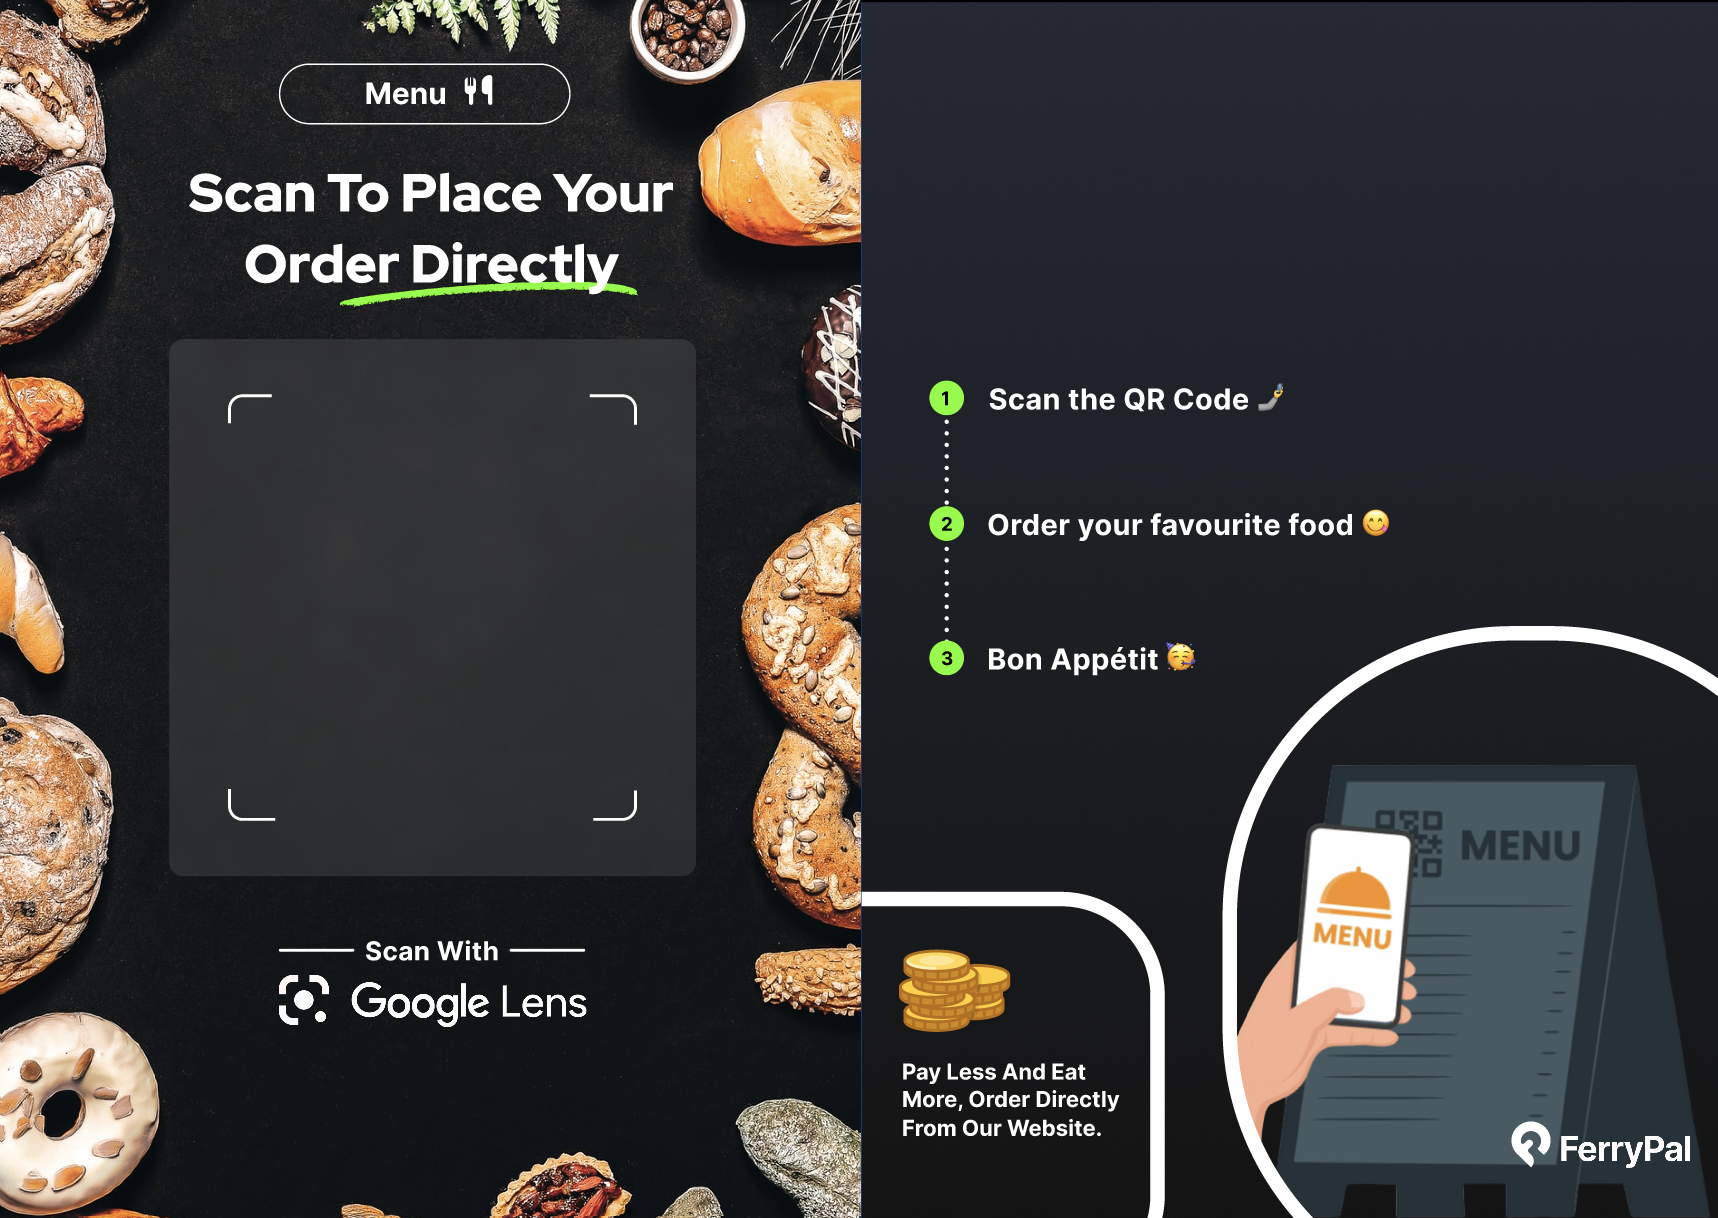 Menu
Scan To Place Your
Order Directly
Scan With
Google Lens
1 Scan the QR Code 🤳
2 Order your favourite food 😋
3 Bon Appétit 🥳
Pay Less And Eat
More, Order Directly
From Our Website.
MENU
MENU
FerryPal